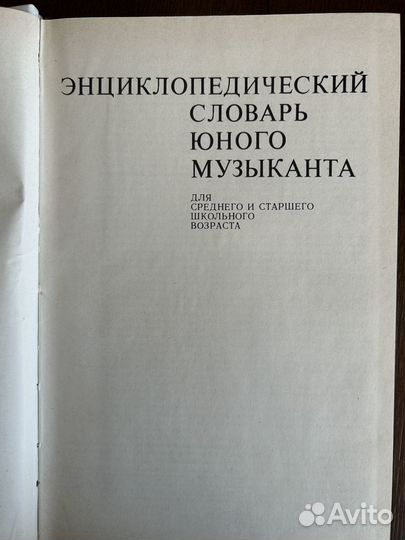 ЭНЦИКЛОПЕДИЧЕСКИЙ
СЛОВАРЬ
ЮНОГО
МУЗЫКАНТА
ДЛЯ
СРЕДНЕГО И СТАРШЕГО
ШКОЛЬНОГО
ВОЗРАСТА
Avito